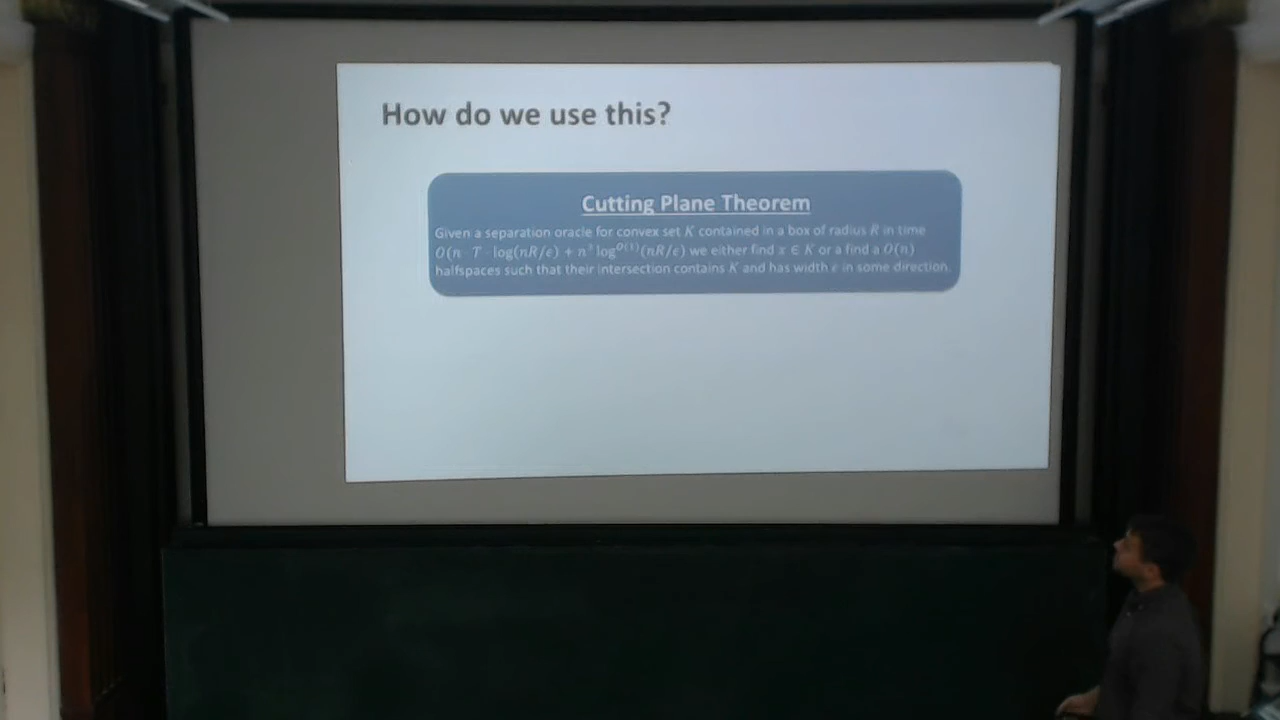 How do we use this?
Cutting Plane Theorem
Given a separation oracle for convex set K contained in a box of radius R in time
O(n · T · log(nR/ϵ) + n³ log^O(1)(nR/ϵ) we either find x ∈ K or a find a O(n)
halfspaces such that their intersection contains K and has width ϵ in some direction.